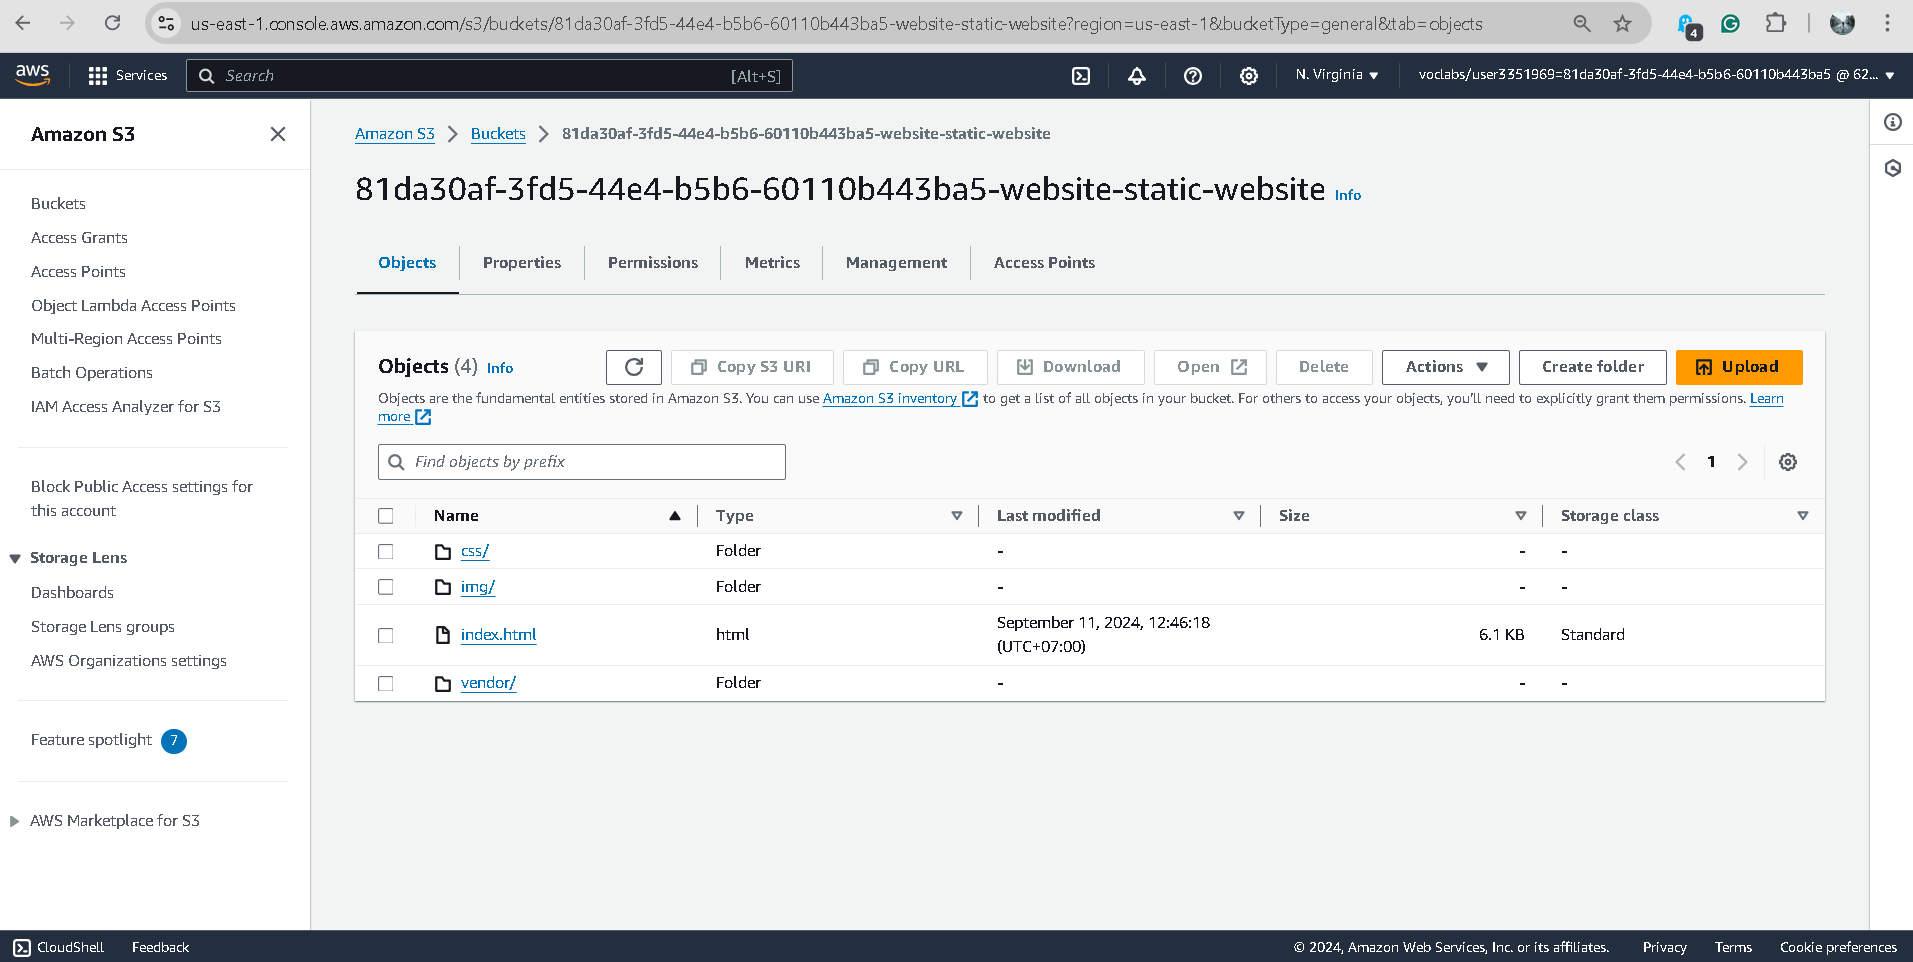 us-east-1.console.aws.amazon.com/s3/buckets/81da30af-3fd5-44e4-b5b6-60110b443ba5-website-static-website?region=us-east-1&bucketType=general&tab=objects
4
aws
Services
Search
[Alt+S]
N. Virginia
voclabs/user3351969=81da30af-3fd5-44e4-b5b6-60110b443ba5 @ 62...
Amazon S3
Buckets
Access Grants
Access Points
Object Lambda Access Points
Multi-Region Access Points
Batch Operations
IAM Access Analyzer for S3
Block Public Access settings for
this account
Storage Lens
Dashboards
Storage Lens groups
AWS Organizations settings
Feature spotlight 7
AWS Marketplace for S3
Amazon S3 > Buckets > 81da30af-3fd5-44e4-b5b6-60110b443ba5-website-static-website
81da30af-3fd5-44e4-b5b6-60110b443ba5-website-static-website Info
Objects Properties Permissions Metrics Management Access Points
Objects (4) Info
Copy S3 URI Copy URL Download Open Delete Actions Create folder Upload
Objects are the fundamental entities stored in Amazon S3. You can use Amazon S3 inventory to get a list of all objects in your bucket. For others to access your objects, you'll need to explicitly grant them permissions. Learn
more
Find objects by prefix
1
Name Type Last modified Size Storage class
css/ Folder - - -
img/ Folder - - -
index.html html September 11, 2024, 12:46:18 6.1 KB Standard
(UTC+07:00)
vendor/ Folder - - -
CloudShell Feedback
© 2024, Amazon Web Services, Inc. or its affiliates. Privacy Terms Cookie preferences